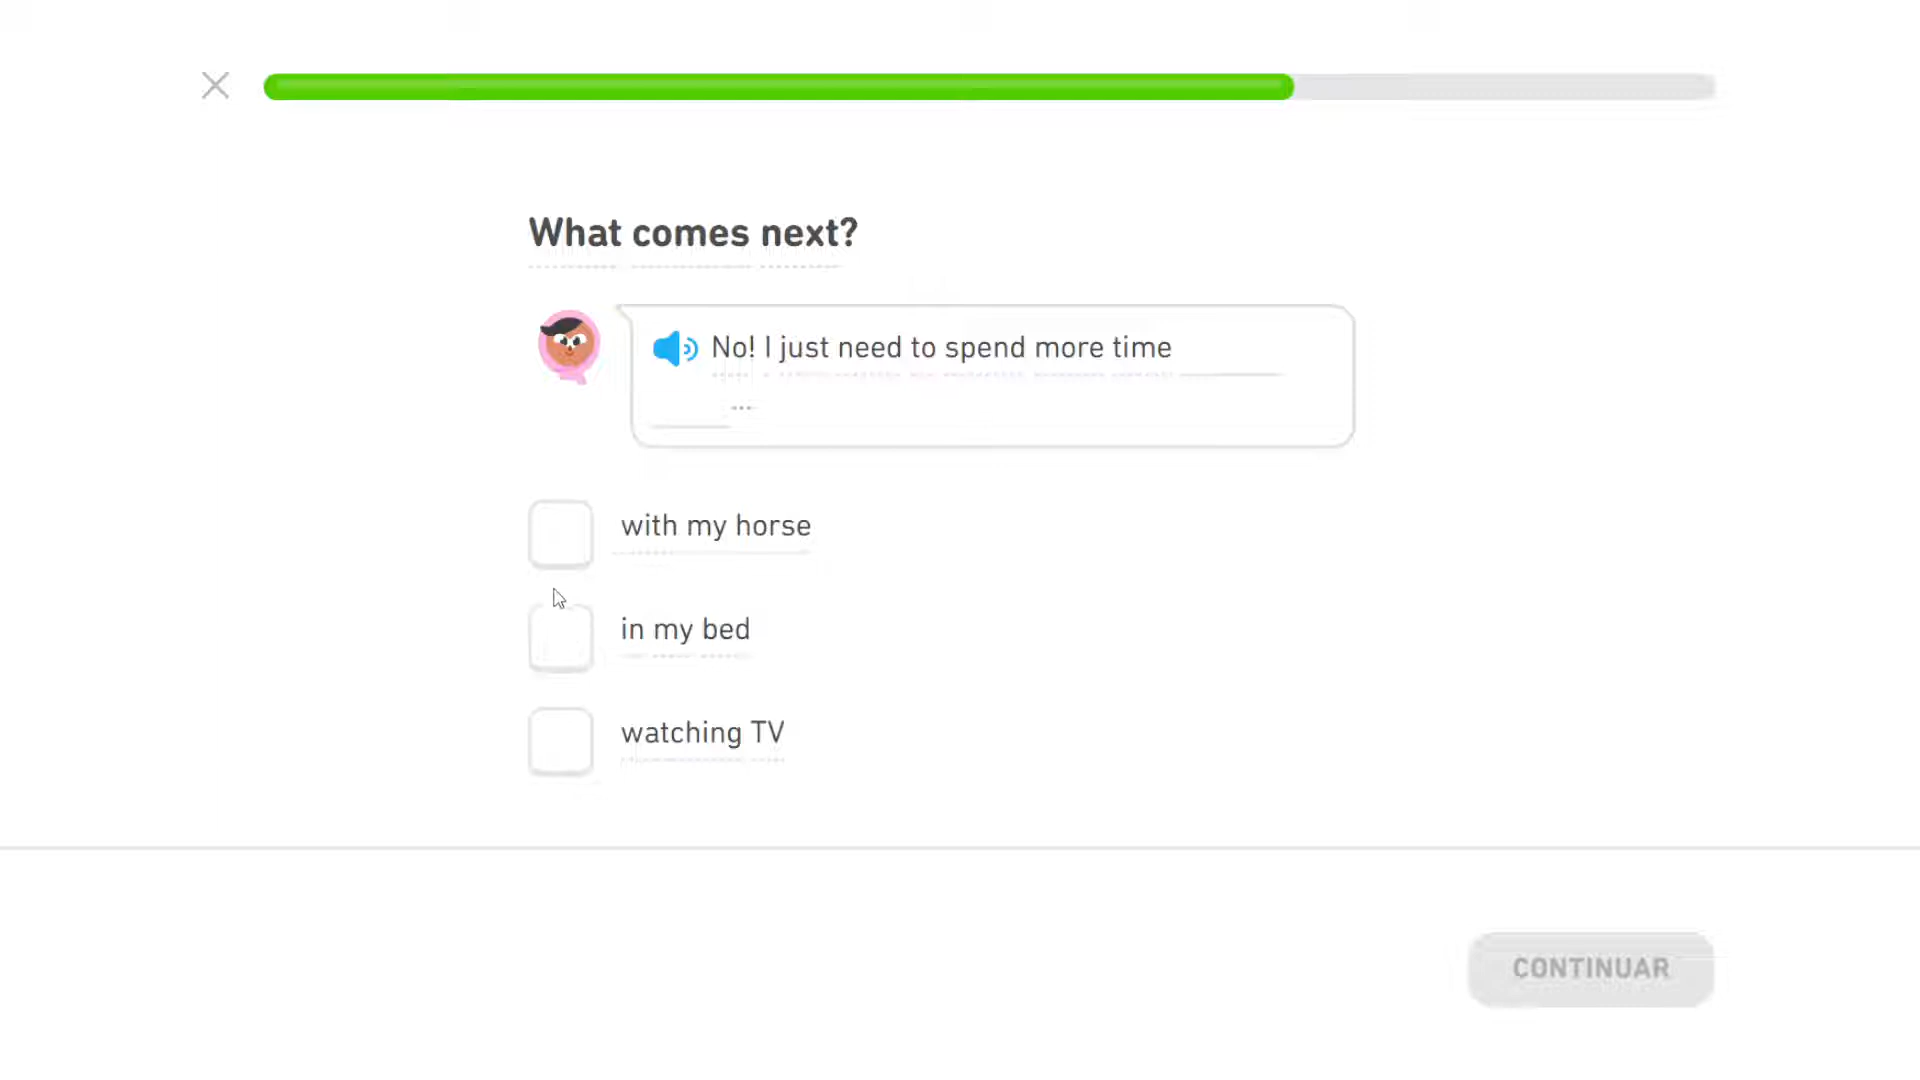 What comes next?
No! I just need to spend more time
...
with my horse
in my bed
watching TV
CONTINUAR